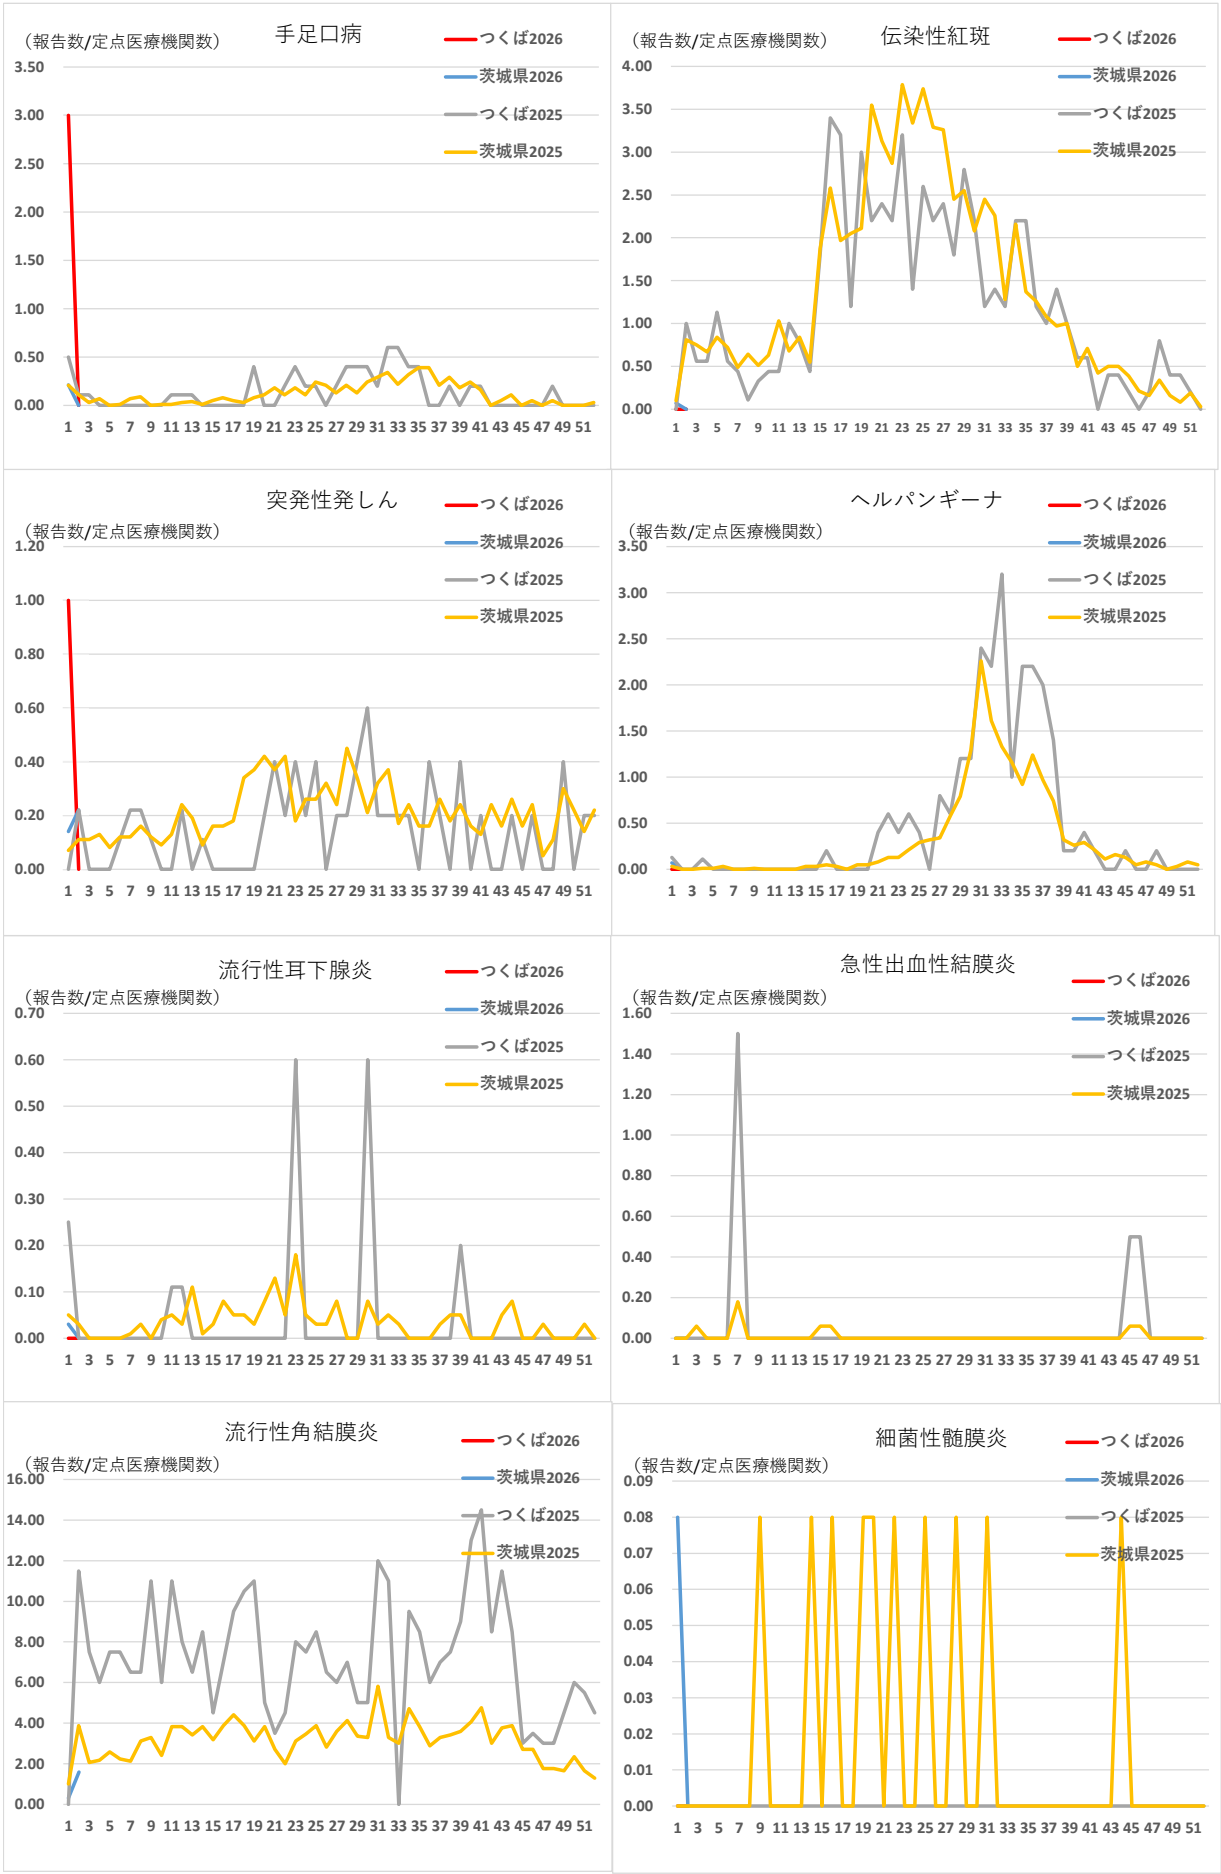 手足口病
（報告数/定点医療機関数）
つくば2026
茨城県2026
つくば2025
茨城県2025
3.50
3.00
2.50
2.00
1.50
1.00
0.50
0.00
1 3 5 7 9 11 13 15 17 19 21 23 25 27 29 31 33 35 37 39 41 43 45 47 49 51
伝染性紅斑
（報告数/定点医療機関数）
つくば2026
茨城県2026
つくば2025
茨城県2025
4.00
3.50
3.00
2.50
2.00
1.50
1.00
0.50
0.00
1 3 5 7 9 11 13 15 17 19 21 23 25 27 29 31 33 35 37 39 41 43 45 47 49 51
突発性発しん
（報告数/定点医療機関数）
つくば2026
茨城県2026
つくば2025
茨城県2025
1.20
1.00
0.80
0.60
0.40
0.20
0.00
1 3 5 7 9 11 13 15 17 19 21 23 25 27 29 31 33 35 37 39 41 43 45 47 49 51
ヘルパンギーナ
（報告数/定点医療機関数）
つくば2026
茨城県2026
つくば2025
茨城県2025
3.50
3.00
2.50
2.00
1.50
1.00
0.50
0.00
1 3 5 7 9 11 13 15 17 19 21 23 25 27 29 31 33 35 37 39 41 43 45 47 49 51
流行性耳下腺炎
（報告数/定点医療機関数）
つくば2026
茨城県2026
つくば2025
茨城県2025
0.70
0.60
0.50
0.40
0.30
0.20
0.10
0.00
1 3 5 7 9 11 13 15 17 19 21 23 25 27 29 31 33 35 37 39 41 43 45 47 49 51
急性出血性結膜炎
（報告数/定点医療機関数）
つくば2026
茨城県2026
つくば2025
茨城県2025
1.60
1.40
1.20
1.00
0.80
0.60
0.40
0.20
0.00
1 3 5 7 9 11 13 15 17 19 21 23 25 27 29 31 33 35 37 39 41 43 45 47 49 51
流行性角結膜炎
（報告数/定点医療機関数）
つくば2026
茨城県2026
つくば2025
茨城県2025
16.00
14.00
12.00
10.00
8.00
6.00
4.00
2.00
0.00
1 3 5 7 9 11 13 15 17 19 21 23 25 27 29 31 33 35 37 39 41 43 45 47 49 51
細菌性髄膜炎
（報告数/定点医療機関数）
つくば2026
茨城県2026
つくば2025
茨城県2025
0.09
0.08
0.07
0.06
0.05
0.04
0.03
0.02
0.01
0.00
1 3 5 7 9 11 13 15 17 19 21 23 25 27 29 31 33 35 37 39 41 43 45 47 49 51